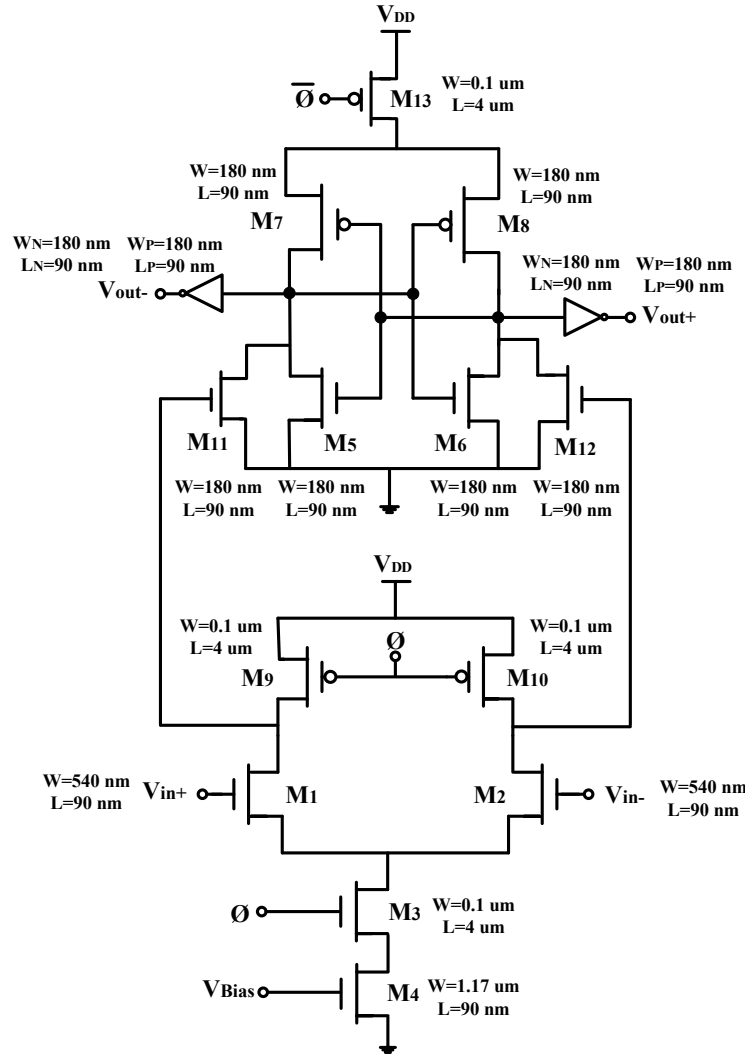 VDD
Ø
M13
W=0.1 um
L=4 um
W=180 nm
L=90 nm
M7
W=180 nm
L=90 nm
M8
WN=180 nm
LN=90 nm
WP=180 nm
LP=90 nm
Vout-
WN=180 nm
LN=90 nm
WP=180 nm
LP=90 nm
Vout+
M11
M5
M6
M12
W=180 nm
L=90 nm
W=180 nm
L=90 nm
W=180 nm
L=90 nm
W=180 nm
L=90 nm
VDD
W=0.1 um
L=4 um
M9
Ø
W=0.1 um
L=4 um
M10
W=540 nm
L=90 nm
Vin+
M1
M2
Vin-
W=540 nm
L=90 nm
Ø
M3
W=0.1 um
L=4 um
VBias
M4
W=1.17 um
L=90 nm